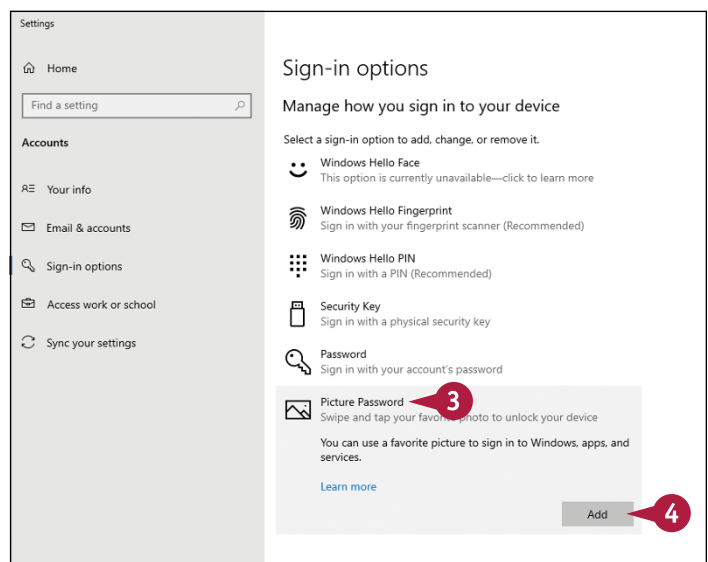 Settings
Home
Find a setting
Accounts
Your info
Email & accounts
Sign-in options
Access work or school
Sync your settings
Sign-in options
Manage how you sign in to your device
Select a sign-in option to add, change, or remove it.
Windows Hello Face
This option is currently unavailable—click to learn more
Windows Hello Fingerprint
Sign in with your fingerprint scanner (Recommended)
Windows Hello PIN
Sign in with a PIN (Recommended)
Security Key
Sign in with a physical security key
Password
Sign in with your account's password
Picture Password 3
Swipe and tap your favorite photo to unlock your device
You can use a favorite picture to sign in to Windows, apps, and
services.
Learn more
Add 4